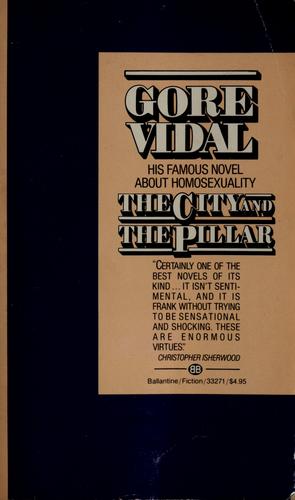 GORE
VIDAL
HIS FAMOUS NOVEL
ABOUT HOMOSEXUALITY
THE CITY AND
THE PILLAR
"CERTAINLY ONE OF THE
BEST NOVELS OF ITS
KIND... IT ISN'T SENTI-
MENTAL, AND IT IS
FRANK WITHOUT TRYING
TO BE SENSATIONAL
AND SHOCKING. THESE
ARE ENORMOUS
VIRTUES."
CHRISTOPHER ISHERWOOD
BB
Ballantine/Fiction/33271/$4.95